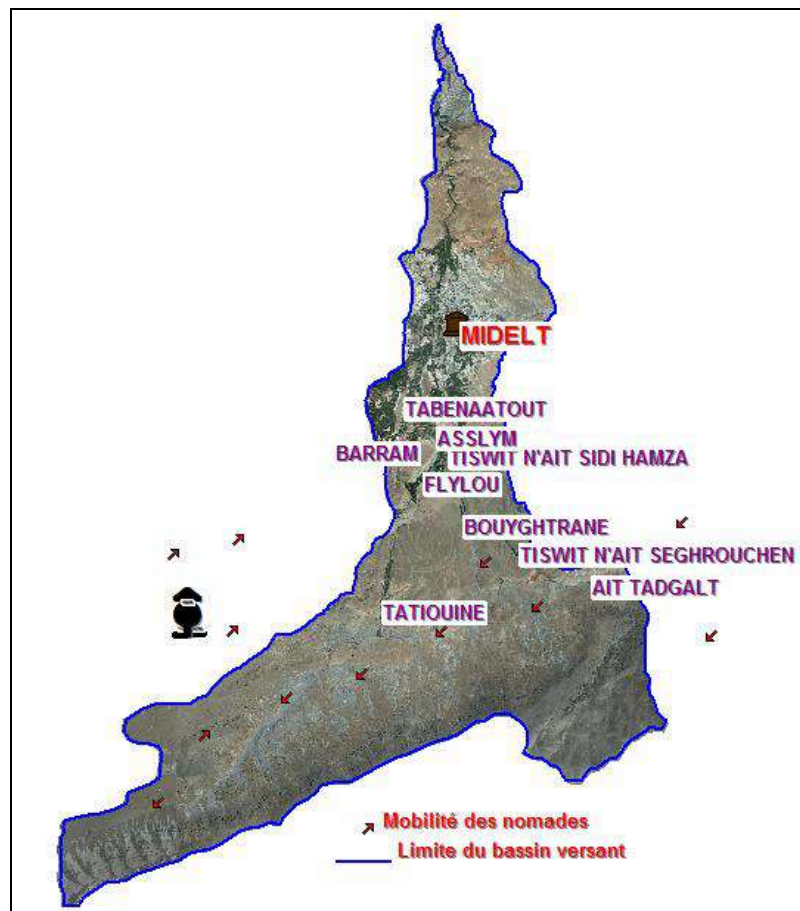 MIDELT
TABENAATOUT
ASSLYM
BARRAM
TISWIT N'AIT SIDI HAMZA
FLYLOU
BOUYGHTRANE
TISWIT N'AIT SEGHROUCHEN
AIT TADGALT
TATIOUINE
Mobilité des nomades
Limite du bassin versant